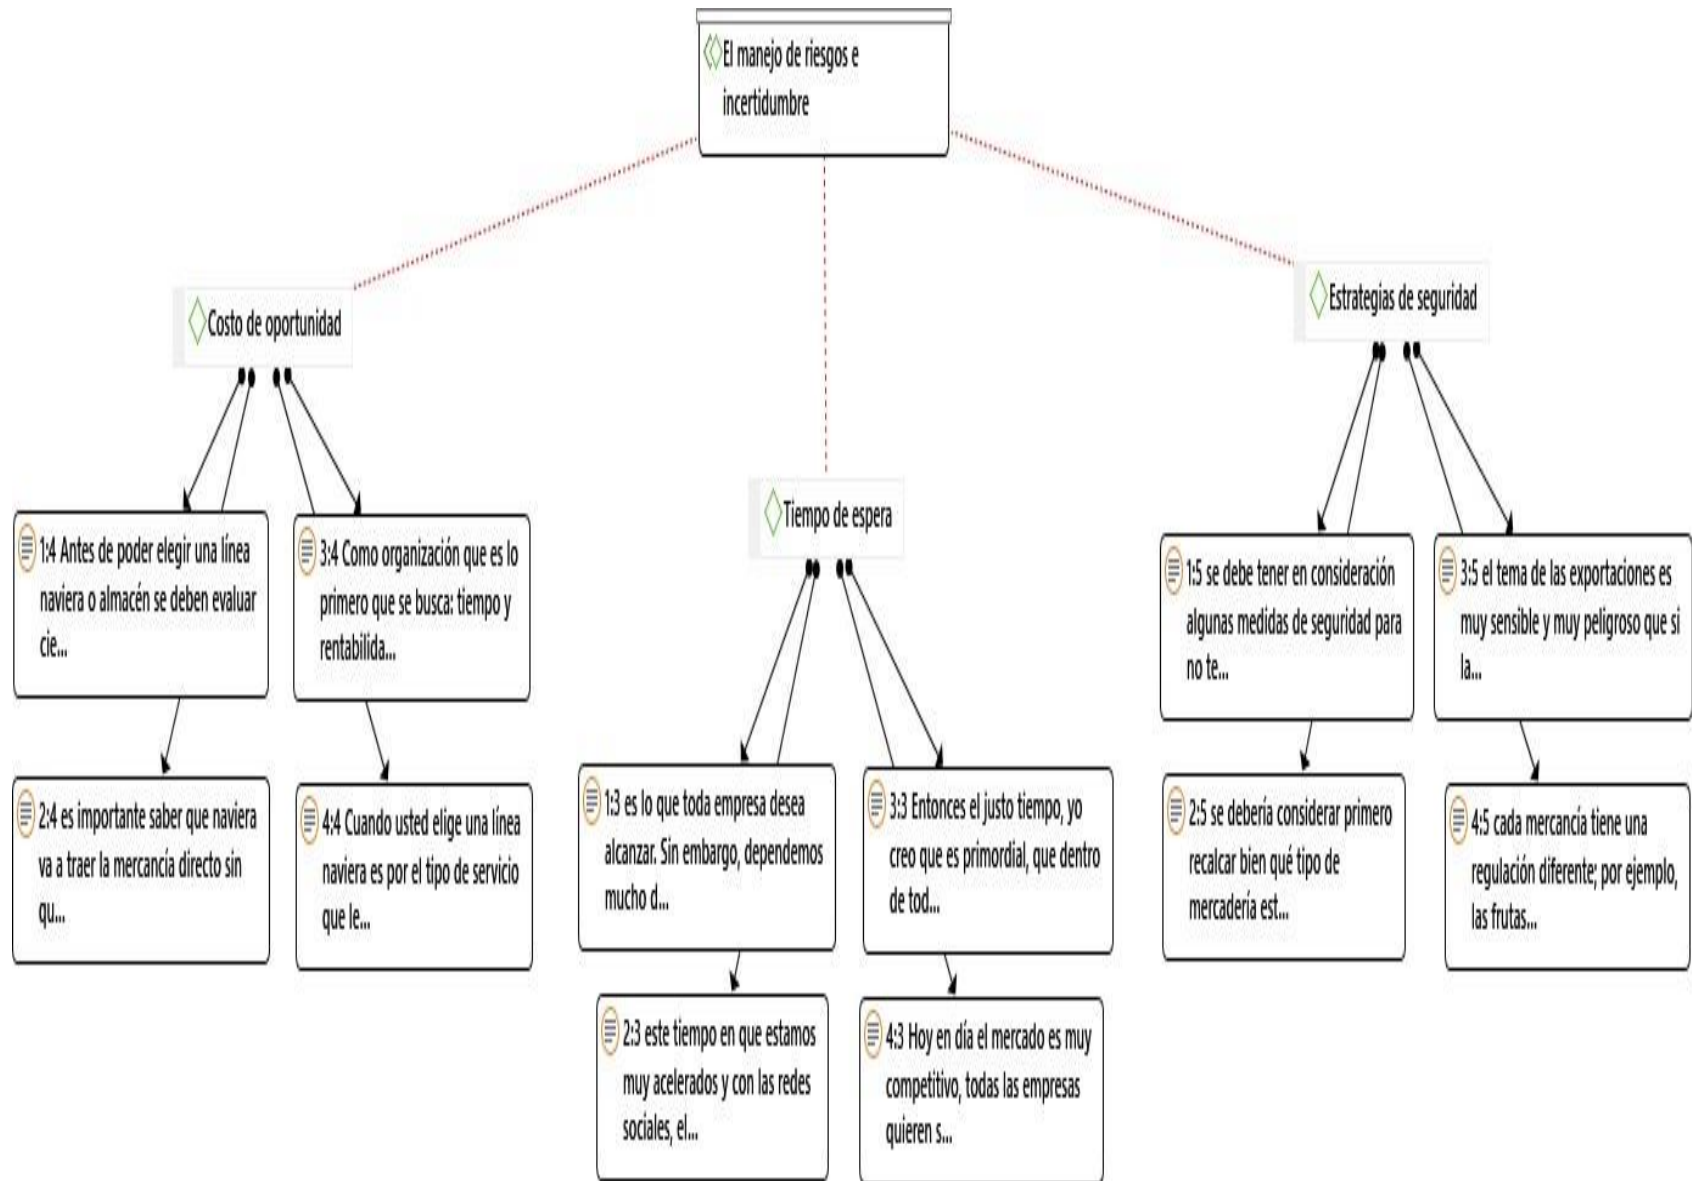 El manejo de riesgos e
incertidumbre
Costo de oportunidad
Estrategias de seguridad
Tiempo de espera
1:4 Antes de poder elegir una línea
naviera o almacén se deben evaluar
cie...
3:4 Como organización que es lo
primero que se busca: tiempo y
rentabilida...
2:4 es importante saber que naviera
va a traer la mercancía directo sin
qu...
4:4 Cuando usted elige una línea
naviera es por el tipo de servicio
que le...
1:3 es lo que toda empresa desea
alcanzar. Sin embargo, dependemos
mucho d...
3:3 Entonces el justo tiempo, yo
creo que es primordial, que dentro
de tod...
2:3 este tiempo en que estamos
muy acelerados y con las redes
sociales, el...
4:3 Hoy en día el mercado es muy
competitivo, todas las empresas
quieren s...
1:5 se debe tener en consideración
algunas medidas de seguridad para
no te...
3:5 el tema de las exportaciones es
muy sensible y muy peligroso que si
la...
2:5 se debería considerar primero
recalcar bien qué tipo de
mercadería est...
4:5 cada mercancía tiene una
regulación diferente; por ejemplo,
las frutas...